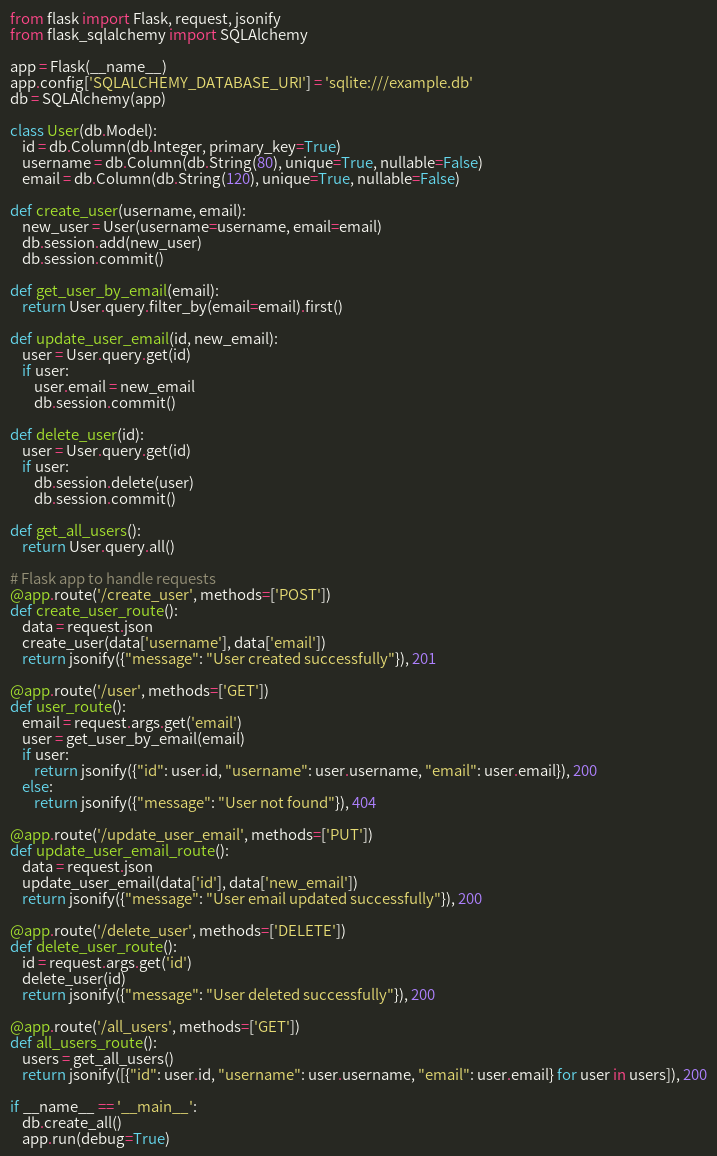 from flask import Flask, request, jsonify
from flask_sqlalchemy import SQLAlchemy

app = Flask(__name__)
app.config['SQLALCHEMY_DATABASE_URI'] = 'sqlite:///example.db'
db = SQLAlchemy(app)

class User(db.Model):
    id = db.Column(db.Integer, primary_key=True)
    username = db.Column(db.String(80), unique=True, nullable=False)
    email = db.Column(db.String(120), unique=True, nullable=False)

def create_user(username, email):
    new_user = User(username=username, email=email)
    db.session.add(new_user)
    db.session.commit()

def get_user_by_email(email):
    return User.query.filter_by(email=email).first()

def update_user_email(id, new_email):
    user = User.query.get(id)
    if user:
        user.email = new_email
        db.session.commit()

def delete_user(id):
    user = User.query.get(id)
    if user:
        db.session.delete(user)
        db.session.commit()

def get_all_users():
    return User.query.all()

# Flask app to handle requests
@app.route('/create_user', methods=['POST'])
def create_user_route():
    data = request.json
    create_user(data['username'], data['email'])
    return jsonify({"message": "User created successfully"}), 201

@app.route('/user', methods=['GET'])
def user_route():
    email = request.args.get('email')
    user = get_user_by_email(email)
    if user:
        return jsonify({"id": user.id, "username": user.username, "email": user.email}), 200
    else:
        return jsonify({"message": "User not found"}), 404

@app.route('/update_user_email', methods=['PUT'])
def update_user_email_route():
    data = request.json
    update_user_email(data['id'], data['new_email'])
    return jsonify({"message": "User email updated successfully"}), 200

@app.route('/delete_user', methods=['DELETE'])
def delete_user_route():
    id = request.args.get('id')
    delete_user(id)
    return jsonify({"message": "User deleted successfully"}), 200

@app.route('/all_users', methods=['GET'])
def all_users_route():
    users = get_all_users()
    return jsonify([{"id": user.id, "username": user.username, "email": user.email} for user in users]), 200

if __name__ == '__main__':
    db.create_all()
    app.run(debug=True)